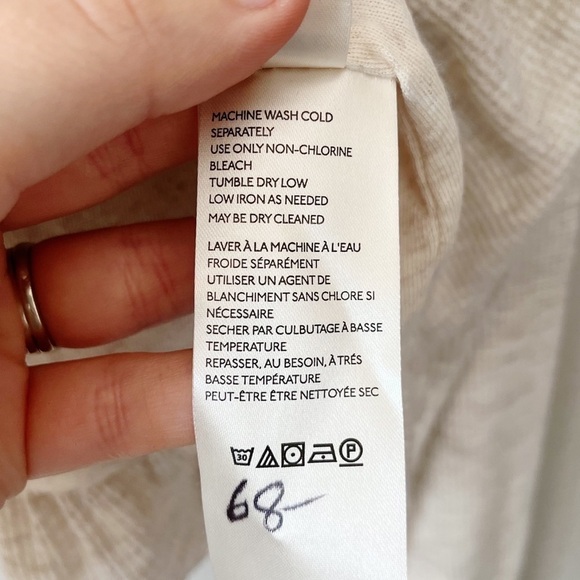 MACHINE WASH COLD
SEPARATELY
USE ONLY NON-CHLORINE
BLEACH
TUMBLE DRY LOW
LOW IRON AS NEEDED
MAY BE DRY CLEANED
LAVER À LA MACHINE À L'EAU
FROIDE SÉPARÉMENT
UTILISER UN AGENT DE
BLANCHIMENT SANS CHLORE SI
NÉCESSAIRE
SECHER PAR CULBUTAGE À BASSE
TEMPERATURE
REPASSER, AU BESOIN, À TRÉS
BASSE TEMPÉRATURE
PEUT-ÊTRE ÊTRE NETTOYÉE SEC
30 P
68-